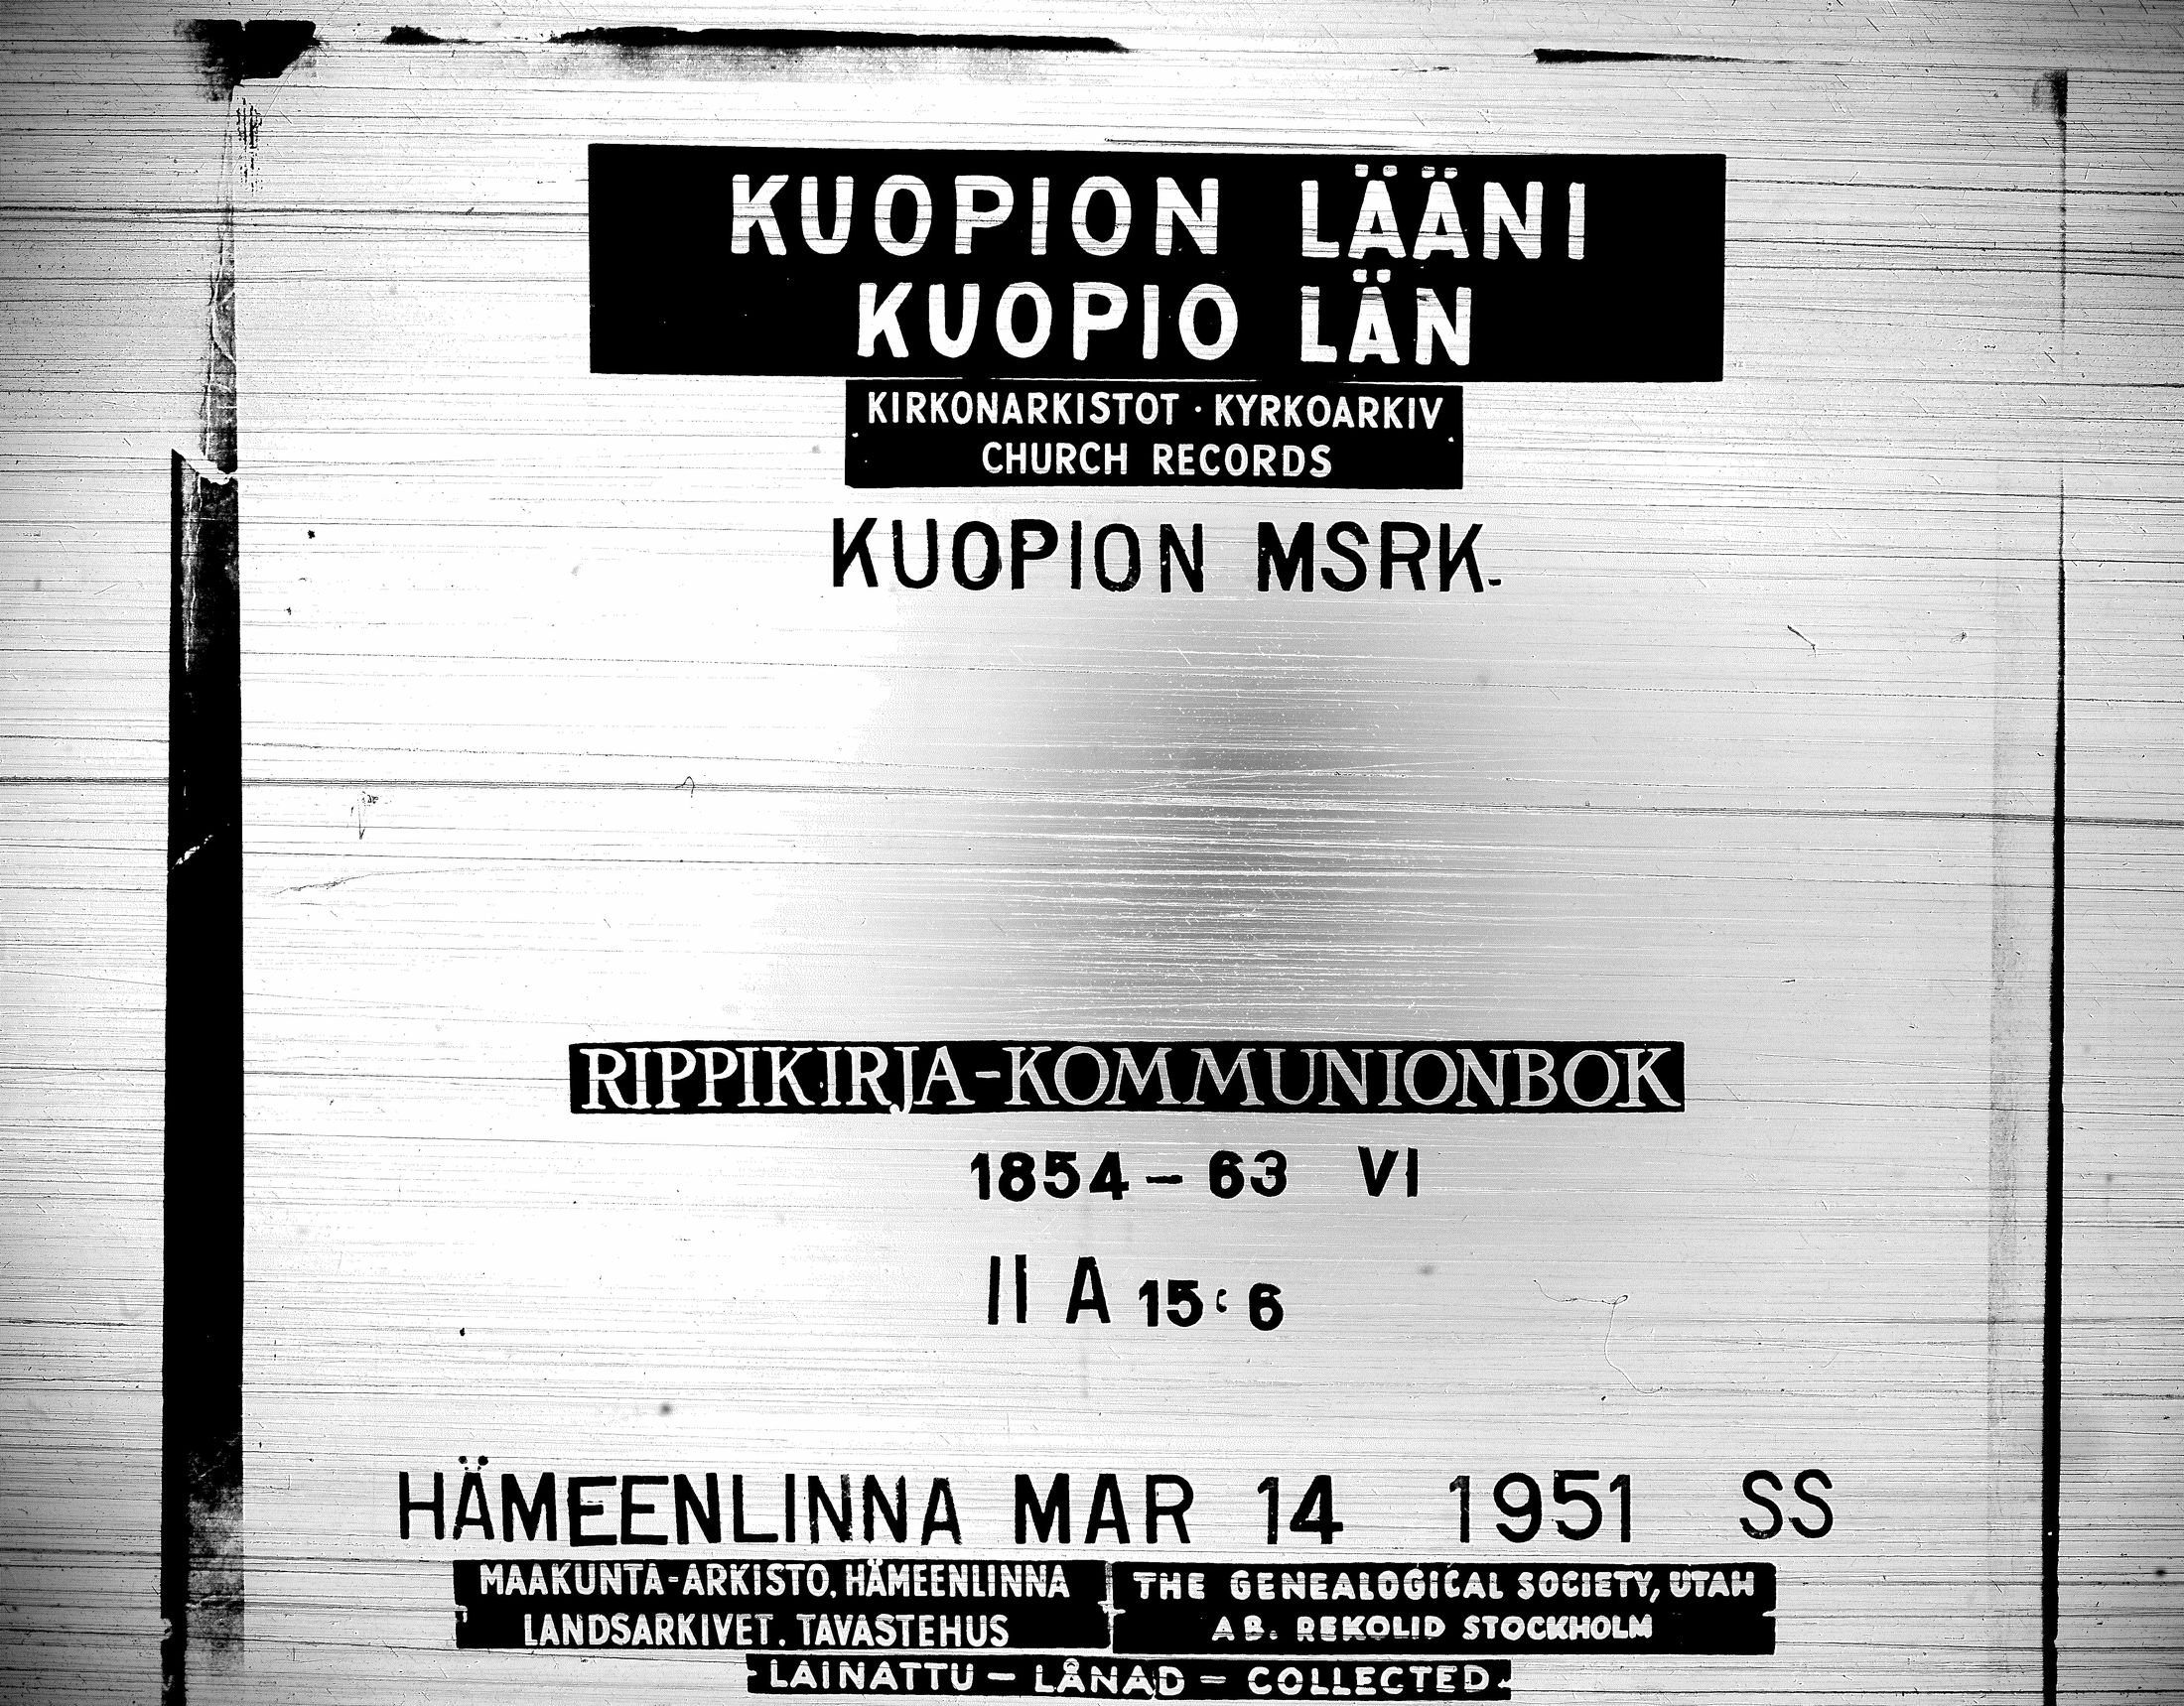 KUOPION LÄÄNI
KUOPIO LÄN
KIRKONARKISTOT · KYRKOARKIV
CHURCH RECORDS
KUOPION MSRK.
RIPPIKIRJA-KOMMUNIONBOK
1854-63 VI
II A 15:6
HÄMEENLINNA MAR 14 1951 SS
MAAKUNTA-ARKISTO, HÄMEENLINNA
LANDSARKIVET. TAVASTEHUS
THE GENEALOGICAL SOCIETY, UTAH
AB. REKOLID STOCKHOLM
LAINATTU - LÅNAD - COLLECTED